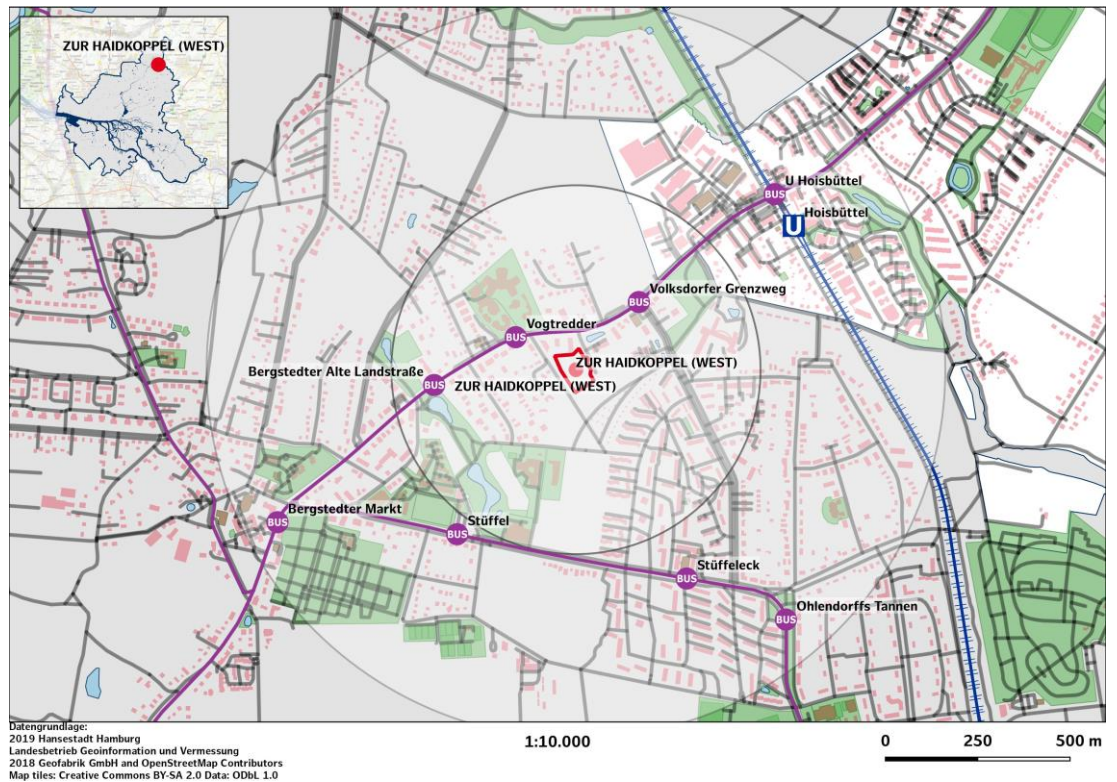 ZUR HAIDKOPPEL (WEST)
U Hoisbüttel
BUS
Hoisbüttel
U
Volksdorfer Grenzweg
BUS
Vogtredder
BUS
ZUR HAIDKOPPEL (WEST)
Bergstedter Alte Landstraße
BUS
ZUR HAIDKOPPEL (WEST)
Bergstedter Markt
BUS
Stüffel
BUS
Stüffeleck
BUS
Ohlendorffs Tannen
BUS
Datengrundlage:
2019 Hansestadt Hamburg
Landesbetrieb Geoinformation und Vermessung
2018 Geofabrik GmbH and OpenStreetMap Contributors
Map tiles: Creative Commons BY-SA 2.0 Data: ODbL 1.0
1:10.000
0 250 500 m